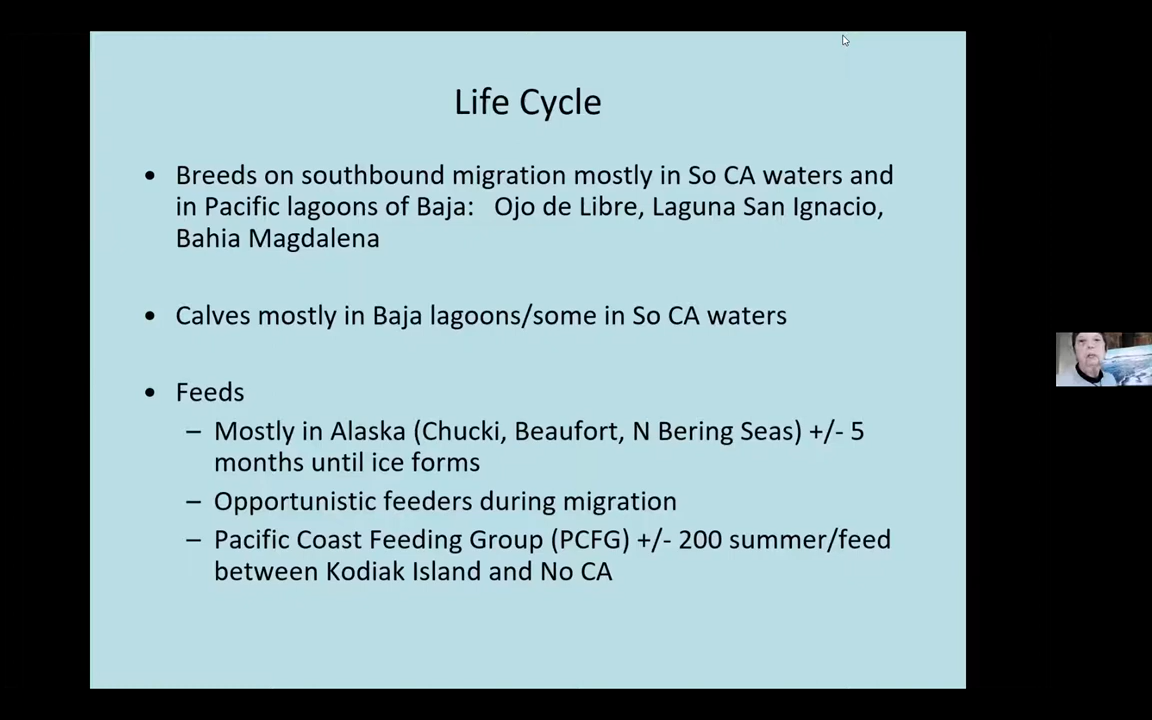 Life Cycle
• Breeds on southbound migration mostly in So CA waters and
in Pacific lagoons of Baja: Ojo de Libre, Laguna San Ignacio,
Bahia Magdalena
• Calves mostly in Baja lagoons/some in So CA waters
• Feeds
– Mostly in Alaska (Chucki, Beaufort, N Bering Seas) +/- 5
months until ice forms
– Opportunistic feeders during migration
– Pacific Coast Feeding Group (PCFG) +/- 200 summer/feed
between Kodiak Island and No CA